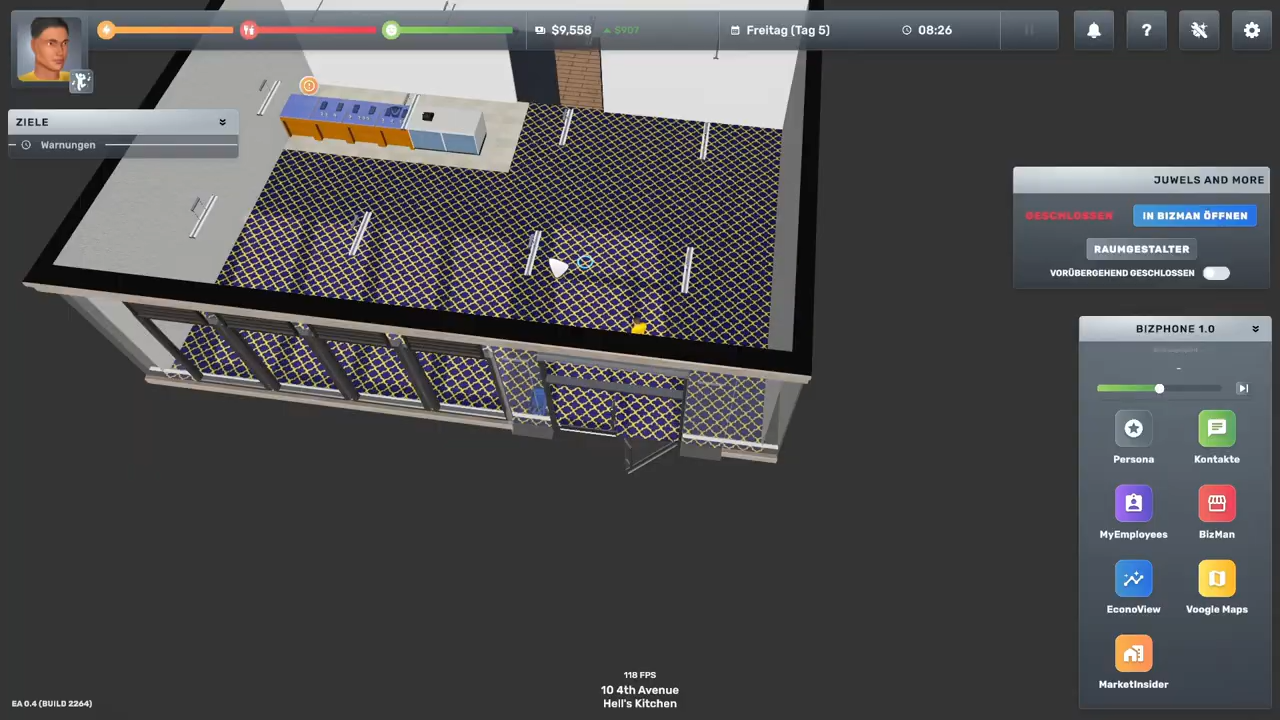 $9,558
$907
Freitag (Tag 5)
08:26
?
ZIELE
Warnungen
JUWELS AND MORE
GESCHLOSSEN
IN BIZMAN ÖFFNEN
RAUMGESTALTER
VORÜBERGEHEND GESCHLOSSEN
BIZPHONE 1.0
-
Persona
Kontakte
MyEmployees
BizMan
EconoView
Voogle Maps
MarketInsider
118 FPS
10 4th Avenue
Hell's Kitchen
EA 0.4 (BUILD 2264)